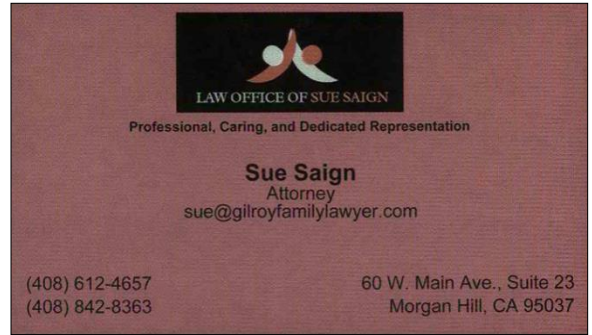 LAW OFFICE OF SUE SAIGN
Professional, Caring, and Dedicated Representation
Sue Saign
Attorney
sue@gilroyfamilylawyer.com
(408) 612-4657
60 W. Main Ave., Suite 23
(408) 842-8363
Morgan Hill, CA 95037